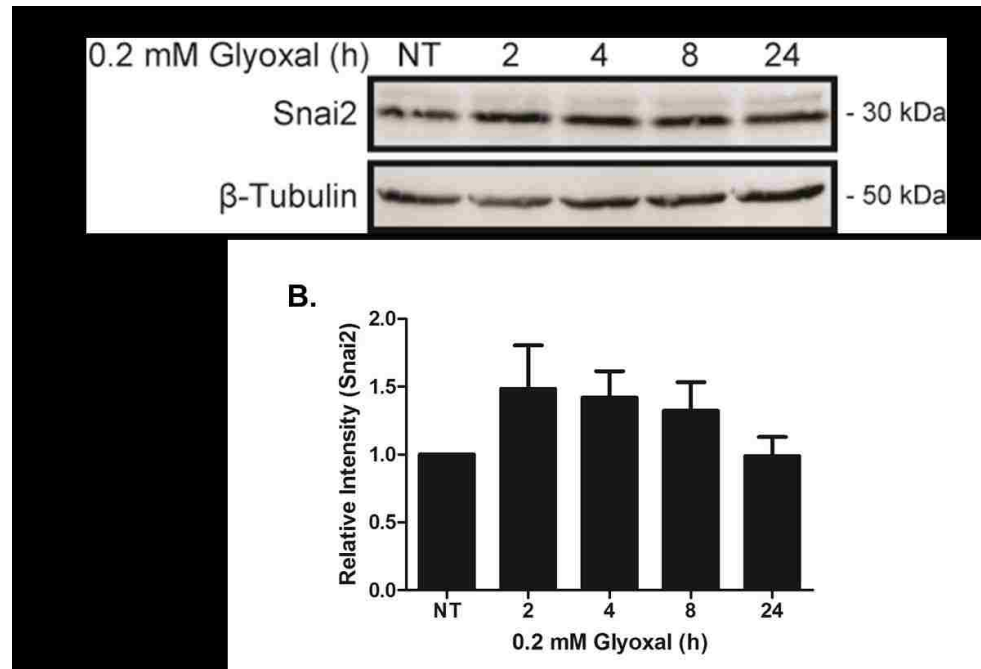 0.2 mM Glyoxal (h) NT 2 4 8 24
Snai2 - 30 kDa
β-Tubulin - 50 kDa
B.
Relative Intensity (Snai2)
2.0
1.5
1.0
0.5
0.0
NT 2 4 8 24
0.2 mM Glyoxal (h)